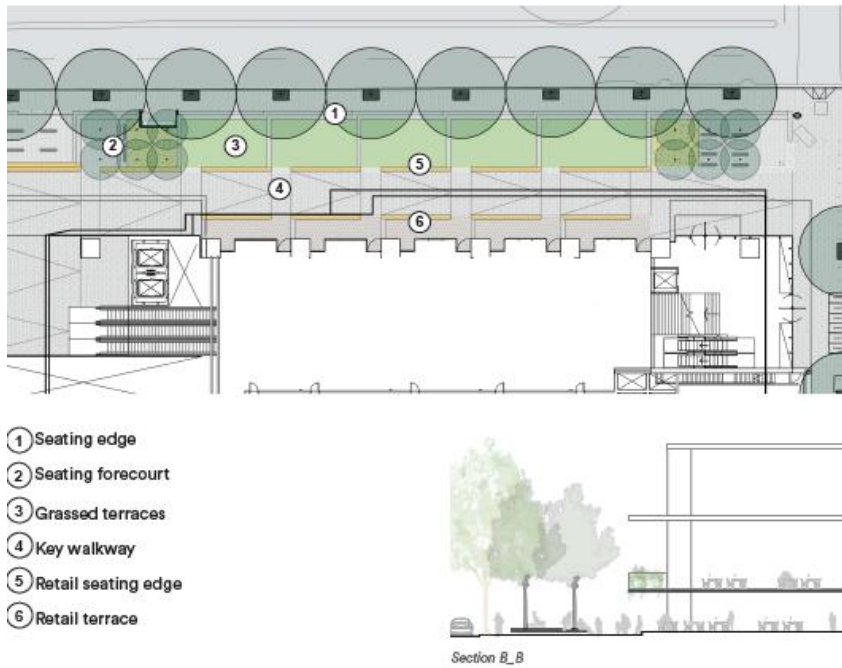 1
2
3
5
4
6
1 Seating edge
2 Seating forecourt
3 Grassed terraces
4 Key walkway
5 Retail seating edge
6 Retail terrace
Section B_B